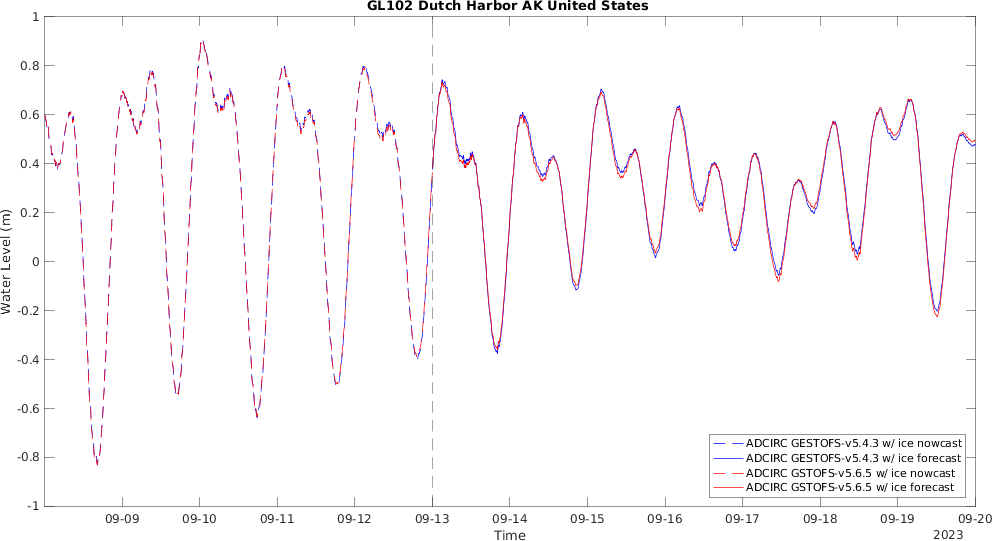 GL102 Dutch Harbor AK United States
1
0.8
0.6
0.4
0.2
0
-0.2
-0.4
-0.6
-0.8
-1
Water Level (m)
ADCIRC GESTOFS-v5.4.3 w/ ice nowcast
ADCIRC GESTOFS-v5.4.3 w/ ice forecast
ADCIRC GSTOFS-v5.6.5 w/ ice nowcast
ADCIRC GSTOFS-v5.6.5 w/ ice forecast
09-09 09-10 09-11 09-12 09-13 09-14 09-15 09-16 09-17 09-18 09-19 09-20
Time
2023